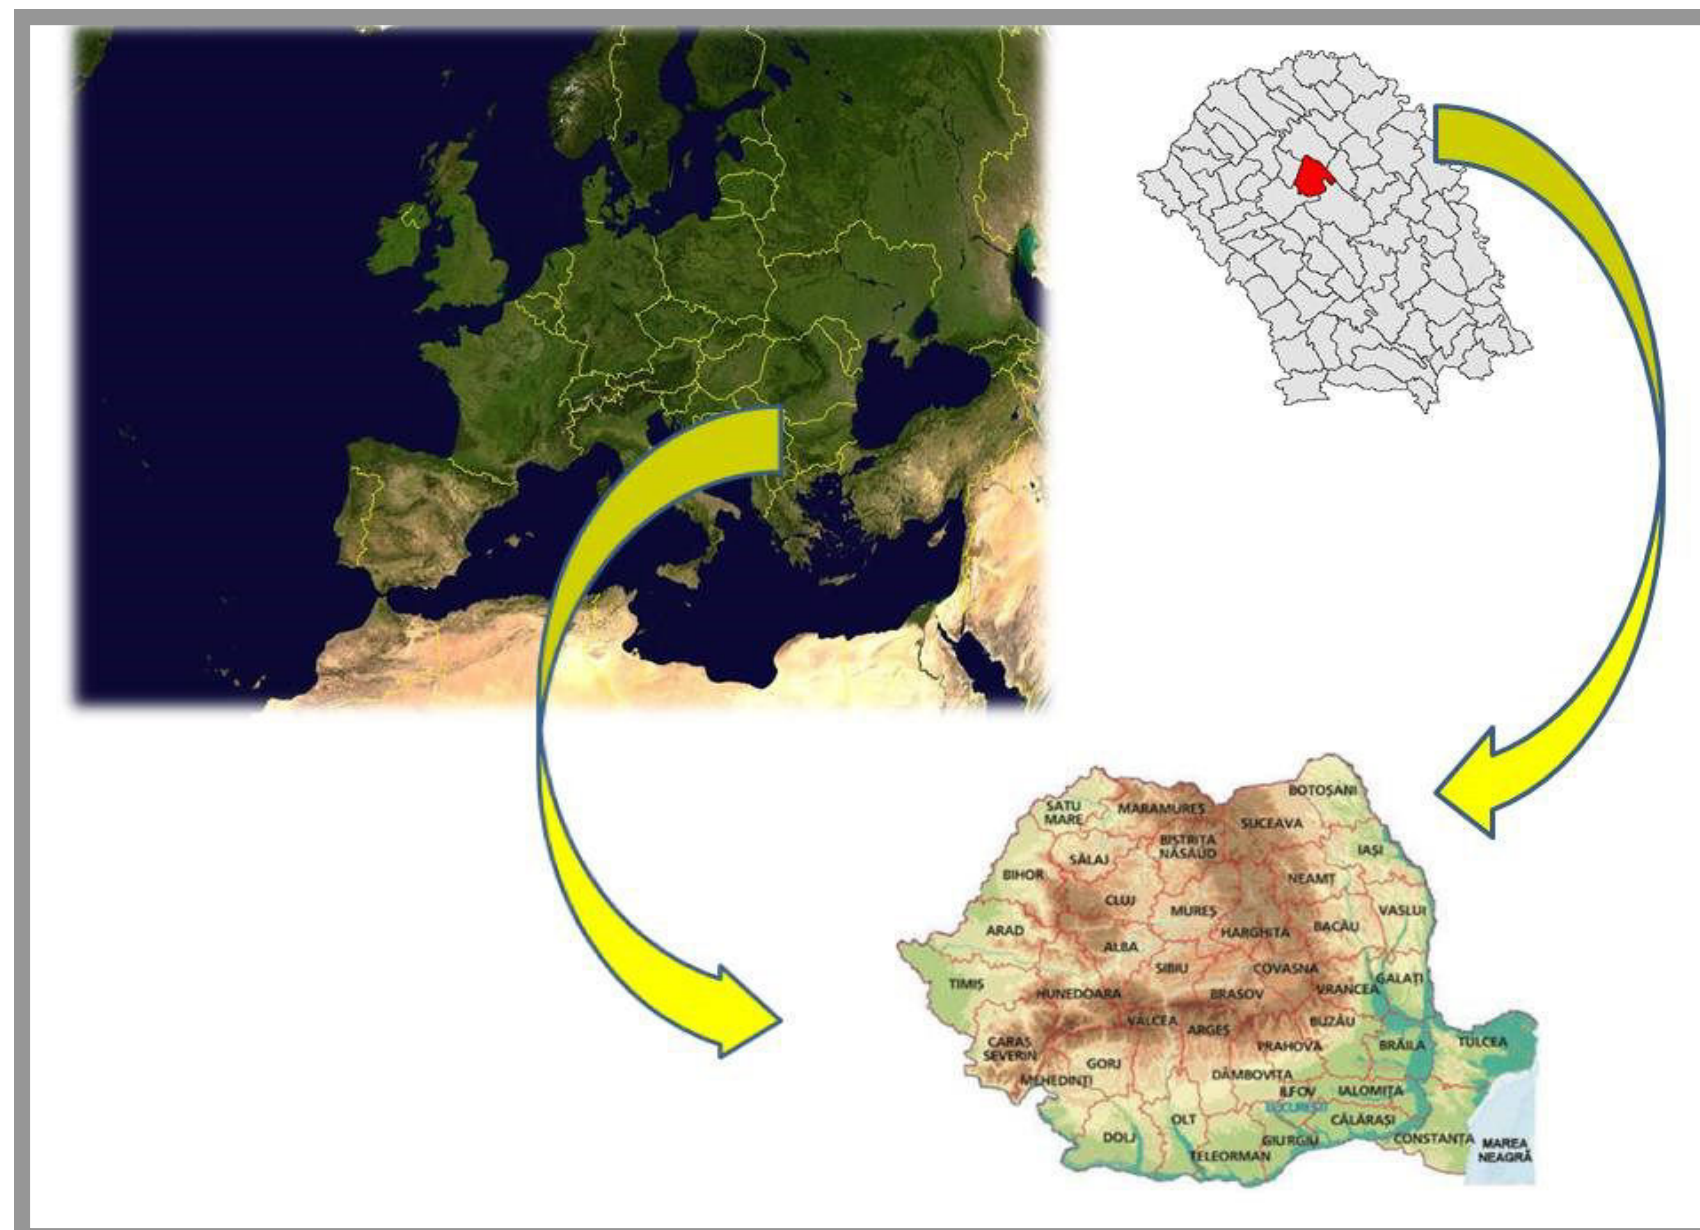 BOTOȘANI
SATU
MARE
MARAMUREȘ
SUCEAVA
BISTRIȚA
NĂSĂUD
IAȘI
SĂLAJ
BIHOR
NEAMȚ
CLUJ
MUREȘ
VASLUI
ARAD
BACĂU
HARGHITA
ALBA
SIBIU
COVASNA
GALAȚI
TIMIȘ
HUNEDOARA
BRASOV
VRANCEA
VÂLCEA
ARGEȘ
BUZĂU
CARAȘ
SEVERIN
PRAHOVA
BRĂILA
TULCEA
GORJ
MEHEDINȚI
DÂMBOVIȚA
ILFOV
IALOMIȚA
BUCUREȘTI
OLT
CĂLĂRAȘI
DOLJ
GIURGIU
CONSTANȚA
TELEORMAN
MAREA
NEAGRĂ